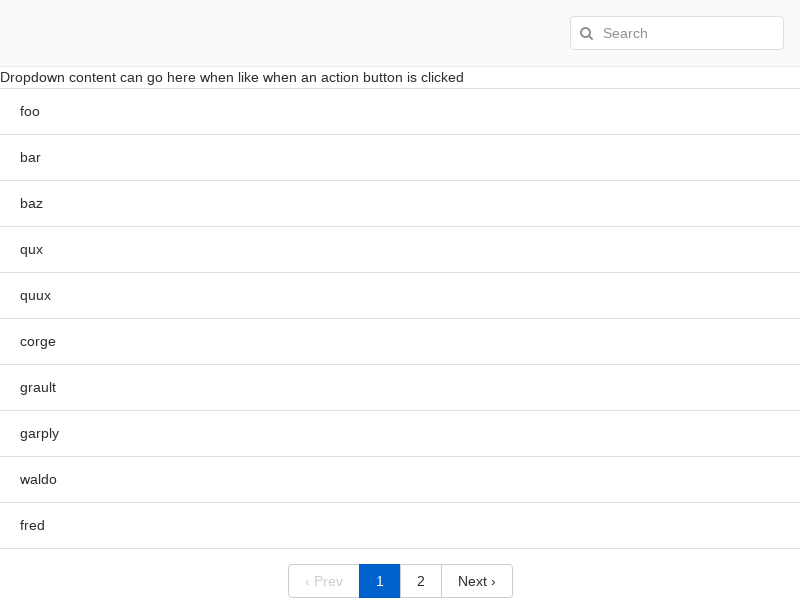 Search
Dropdown content can go here when like when an action button is clicked
foo
bar
baz
qux
quux
corge
grault
garply
waldo
fred
‹ Prev 1 2 Next ›